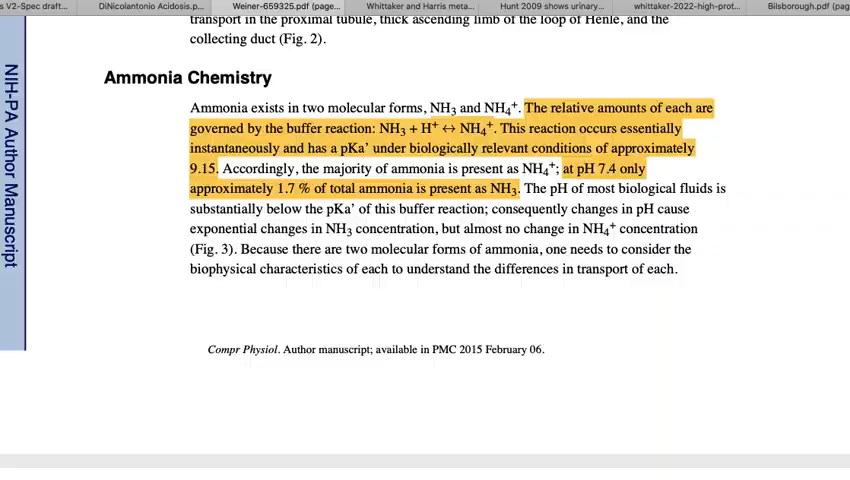 s V2-Spec draft...
DiNicolantonio Acidosis.p...
Weiner-659325.pdf (page...
Whittaker and Harris meta...
Hunt 2009 shows urinary...
whittaker-2022-high-prot...
Bilsborough.pdf (pag
transport in the proximal tubule, thick ascending limb of the loop of Henle, and the
collecting duct (Fig. 2).
NIH-PA Author Manuscript
Ammonia Chemistry
Ammonia exists in two molecular forms, NH₃ and NH₄⁺. The relative amounts of each are
governed by the buffer reaction: NH₃ + H⁺ ↔ NH₄⁺. This reaction occurs essentially
instantaneously and has a pKa’ under biologically relevant conditions of approximately
9.15. Accordingly, the majority of ammonia is present as NH₄⁺; at pH 7.4 only
approximately 1.7 % of total ammonia is present as NH₃. The pH of most biological fluids is
substantially below the pKa’ of this buffer reaction; consequently changes in pH cause
exponential changes in NH₃ concentration, but almost no change in NH₄⁺ concentration
(Fig. 3). Because there are two molecular forms of ammonia, one needs to consider the
biophysical characteristics of each to understand the differences in transport of each.
Compr Physiol. Author manuscript; available in PMC 2015 February 06.